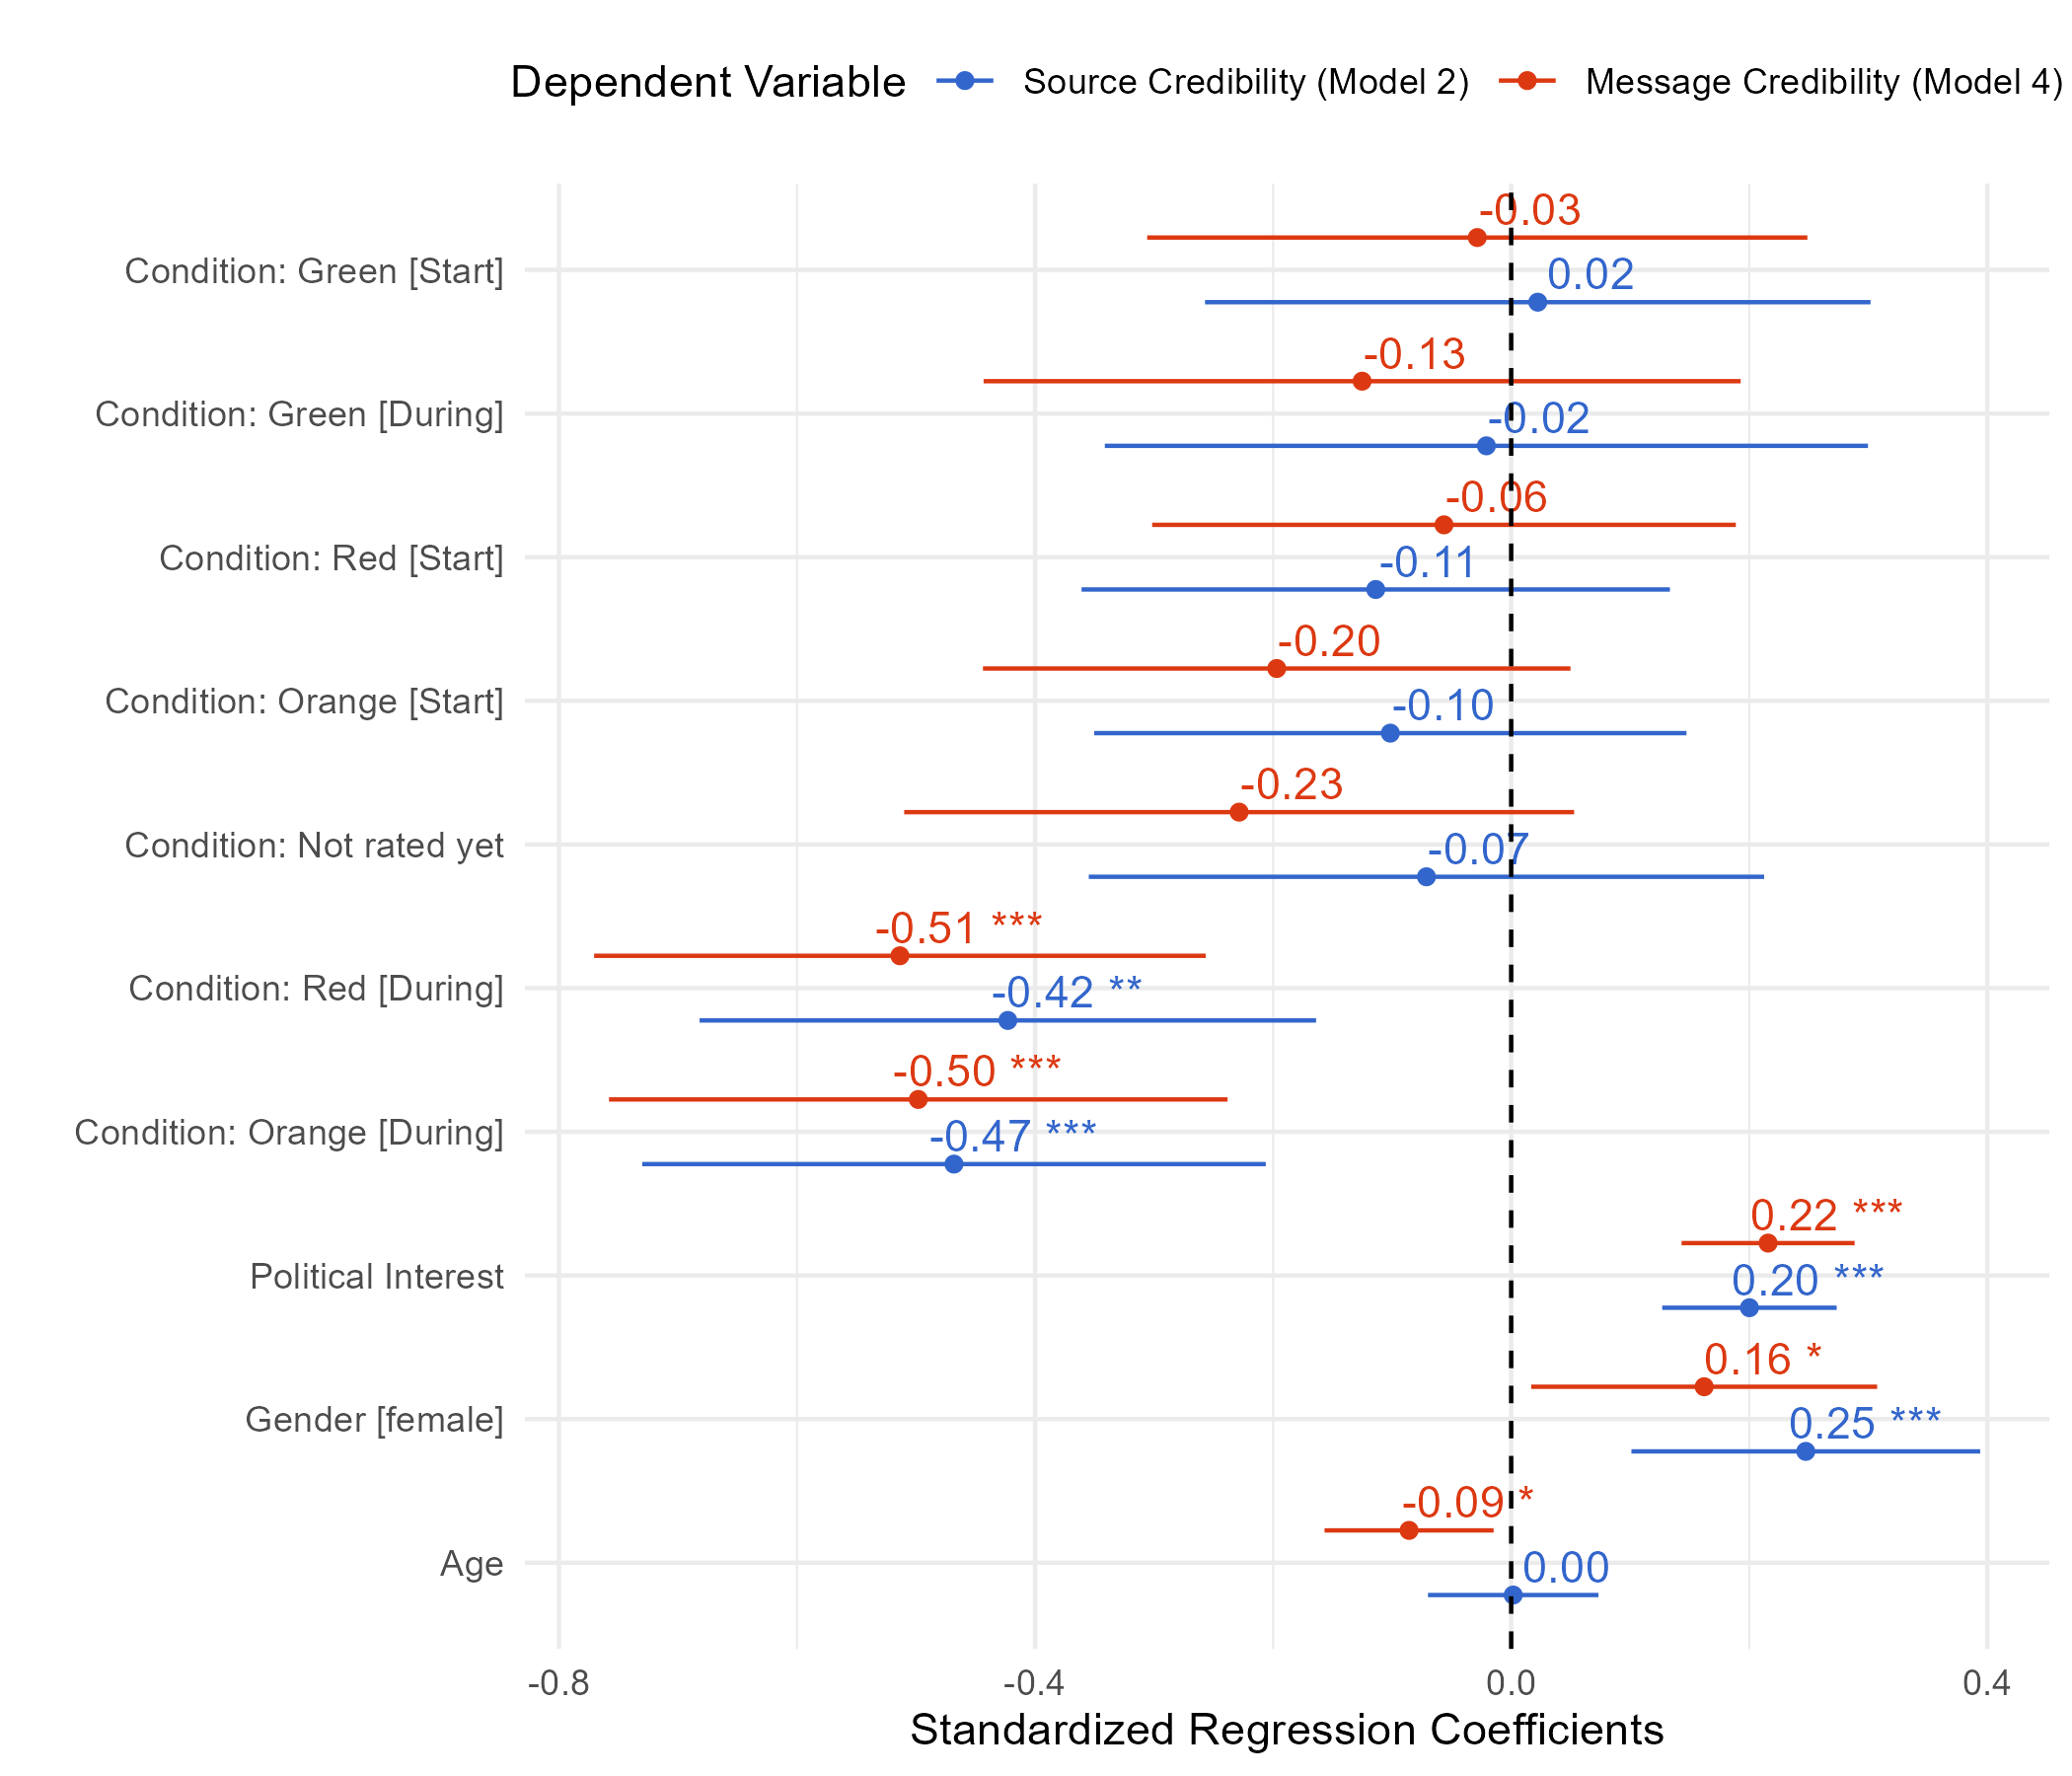 Dependent Variable Source Credibility (Model 2) Message Credibility (Model 4)
-0.03
Condition: Green [Start]
0.02
-0.13
Condition: Green [During]
-0.02
-0.06
Condition: Red [Start]
-0.11
-0.20
Condition: Orange [Start]
-0.10
-0.23
Condition: Not rated yet
-0.07
-0.51 ***
Condition: Red [During]
-0.42 **
-0.50 ***
Condition: Orange [During]
-0.47 ***
0.22 ***
Political Interest
0.20 ***
0.16 *
Gender [female]
0.25 ***
-0.09 *
Age
0.00
-0.8 -0.4 0.0 0.4
Standardized Regression Coefficients